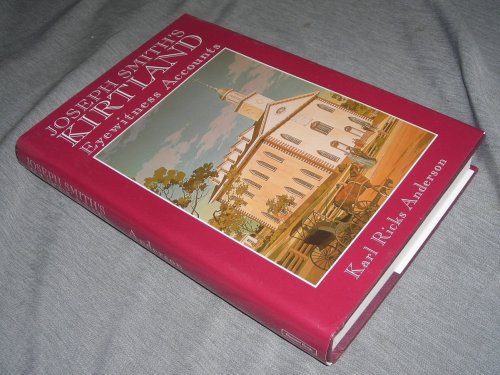 JOSEPH SMITH'S
KIRTLAND
Eyewitness Accounts
Karl Ricks Anderson
JOSEPH SMITH'S
Anderson